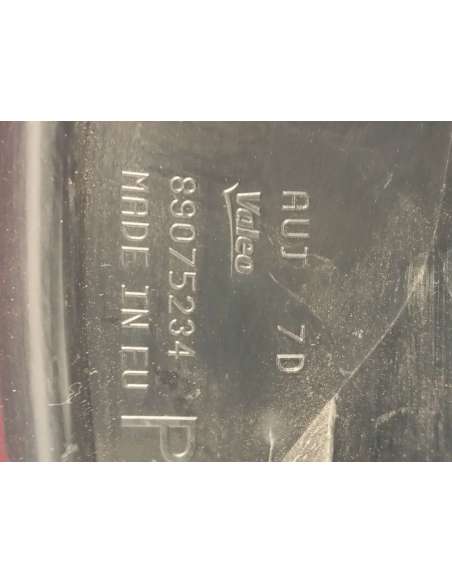 AUJ 7D
Valeo
89075234
MADE IN EU
P